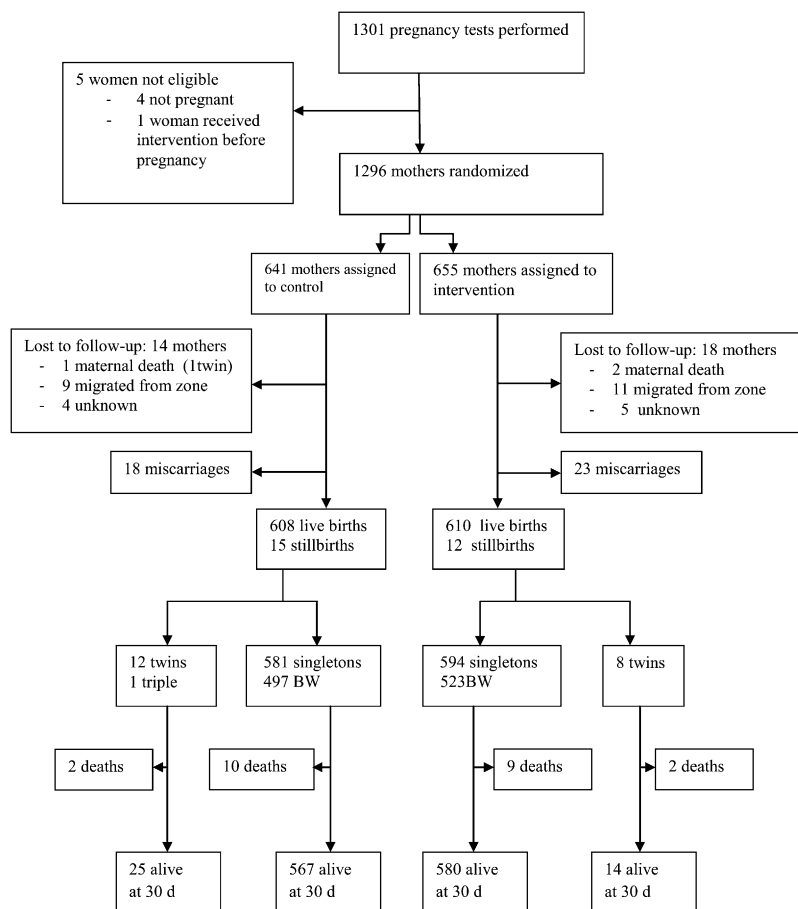 1301 pregnancy tests performed
5 women not eligible
- 4 not pregnant
- 1 woman received
intervention before
pregnancy
1296 mothers randomized
641 mothers assigned
to control
655 mothers assigned to
intervention
Lost to follow-up: 14 mothers
- 1 maternal death (1twin)
- 9 migrated from zone
- 4 unknown
Lost to follow-up: 18 mothers
- 2 maternal death
- 11 migrated from zone
- 5 unknown
18 miscarriages
23 miscarriages
608 live births
15 stillbirths
610 live births
12 stillbirths
12 twins
1 triple
581 singletons
497 BW
594 singletons
523BW
8 twins
2 deaths
10 deaths
9 deaths
2 deaths
25 alive
at 30 d
567 alive
at 30 d
580 alive
at 30 d
14 alive
at 30 d